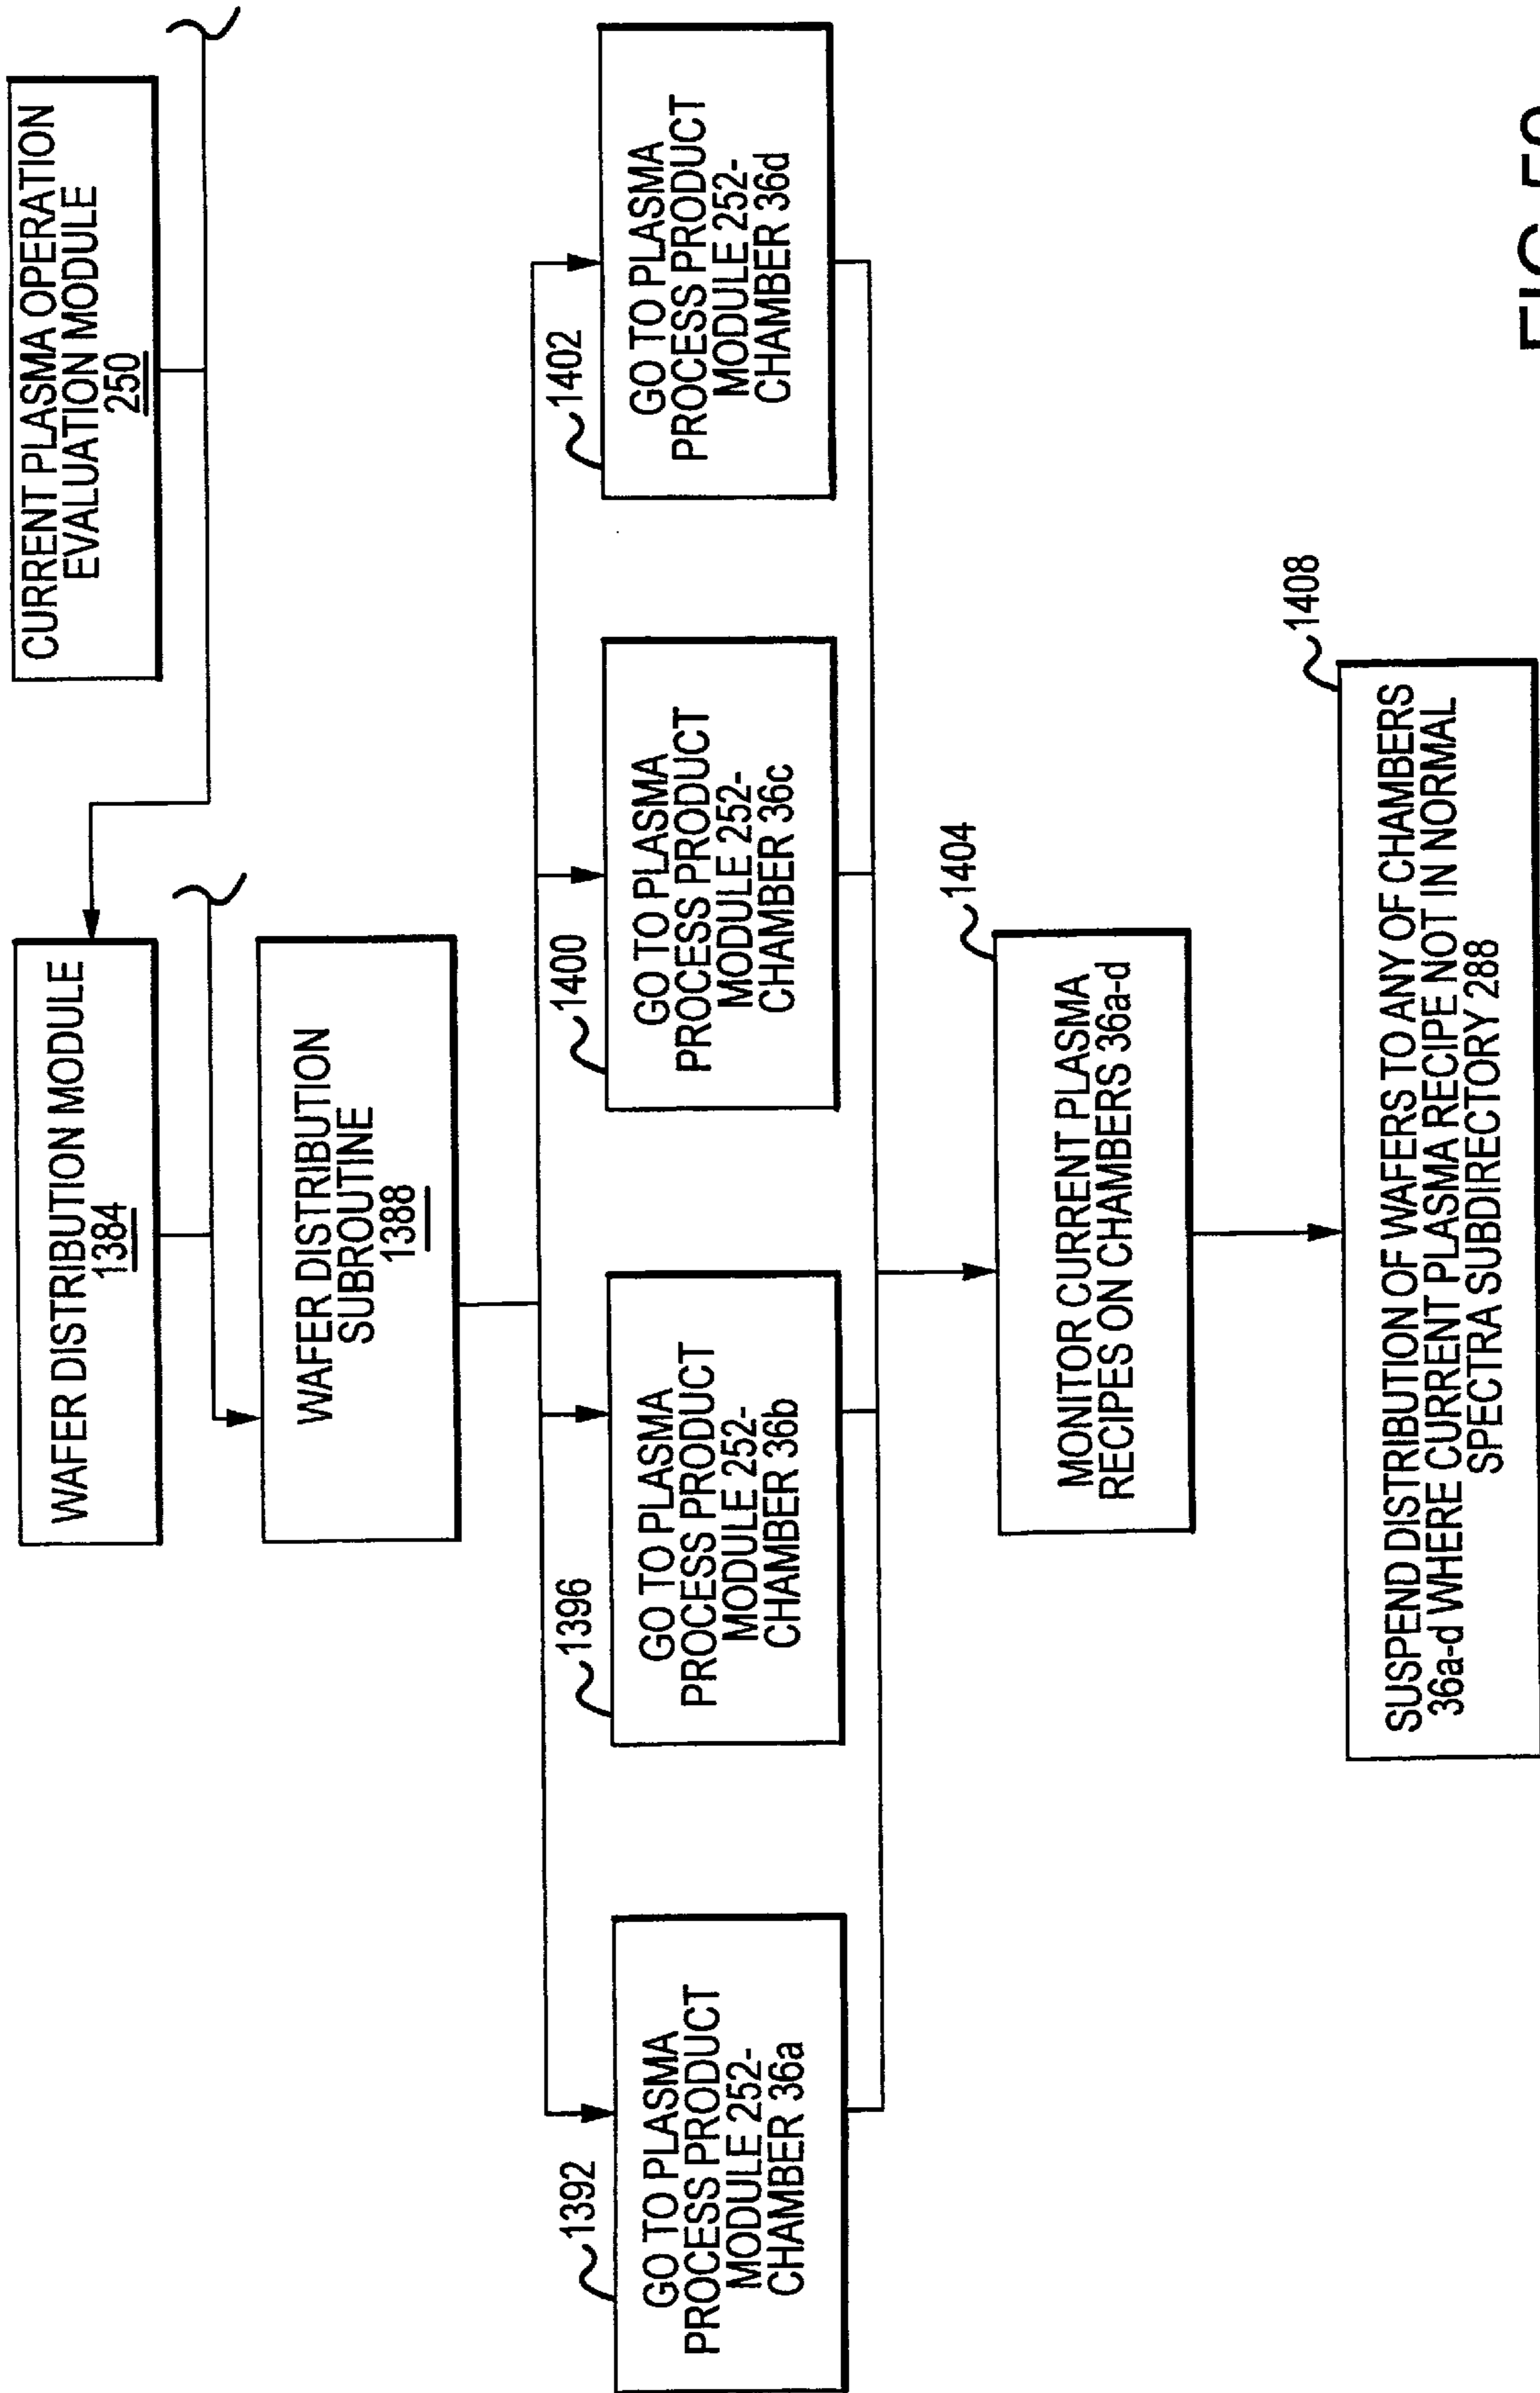 CURRENT PLASMA OPERATION
EVALUATION MODULE
250
WAFER DISTRIBUTION MODULE
1384
WAFER DISTRIBUTION
SUBROUTINE
1388
1392
GO TO PLASMA
PROCESS PRODUCT
MODULE 252-
CHAMBER 36a
1396
GO TO PLASMA
PROCESS PRODUCT
MODULE 252-
CHAMBER 36b
1400
GO TO PLASMA
PROCESS PRODUCT
MODULE 252-
CHAMBER 36c
1402
GO TO PLASMA
PROCESS PRODUCT
MODULE 252-
CHAMBER 36d
1404
MONITOR CURRENT PLASMA
RECIPES ON CHAMBERS 36a-d
1408
SUSPEND DISTRIBUTION OF WAFERS TO ANY OF CHAMBERS
36a-d WHERE CURRENT PLASMA RECIPE NOT IN NORMAL
SPECTRA SUBDIRECTORY 288
FIG.